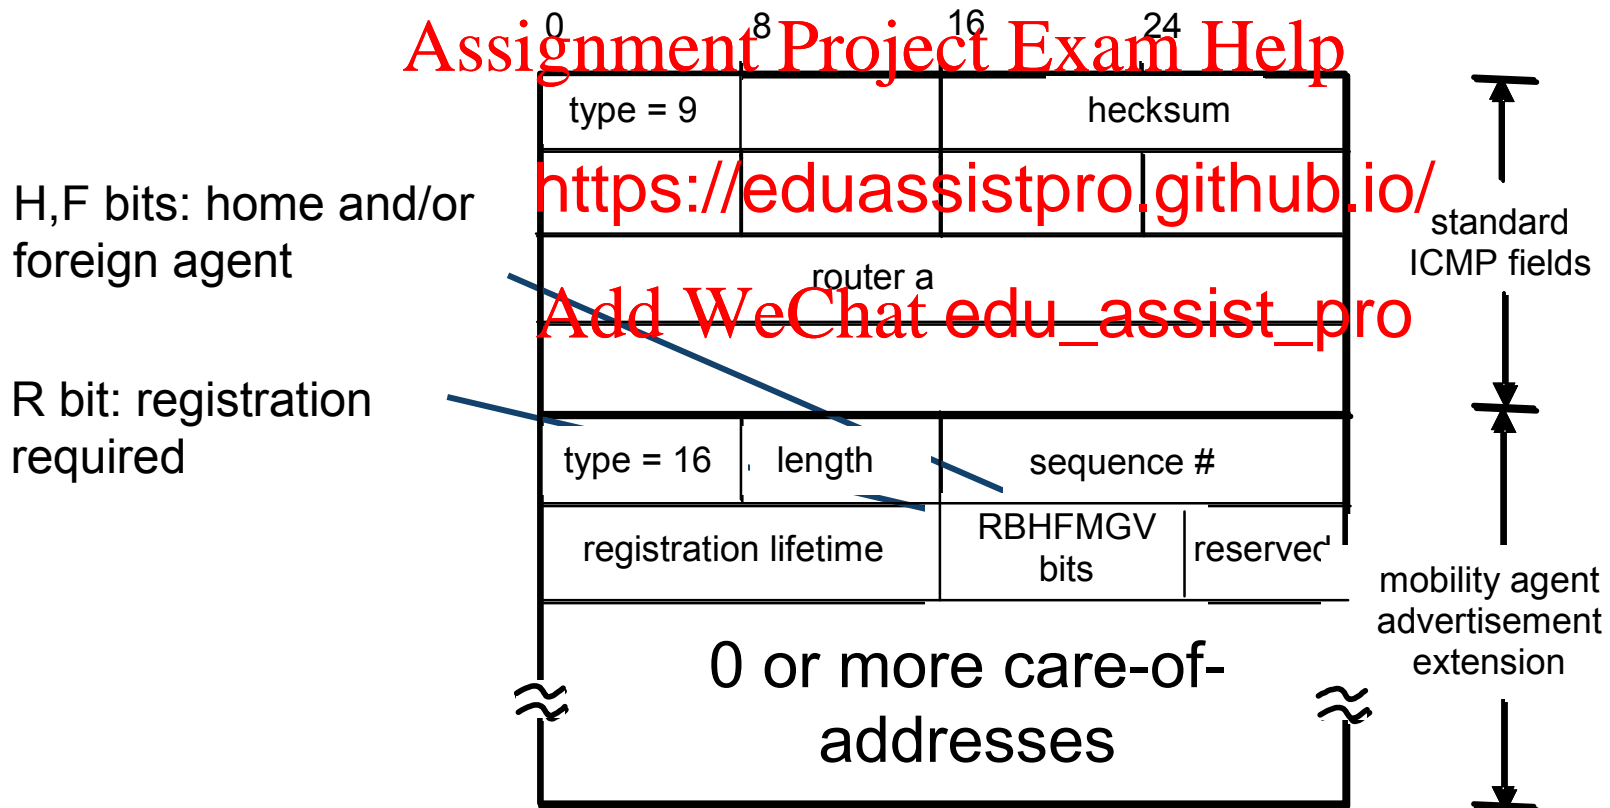 0 8 16 24
Assignment Project Exam Help
type = 9 hecksum
https://eduassistpro.github.io/
H,F bits: home and/or
foreign agent
standard
ICMP fields
router a
Add WeChat edu_assist_pro
R bit: registration
required
type = 16 length sequence #
registration lifetime
RBHFMGV
bits
reserved
mobility agent
advertisement
extension
0 or more care-of-
addresses